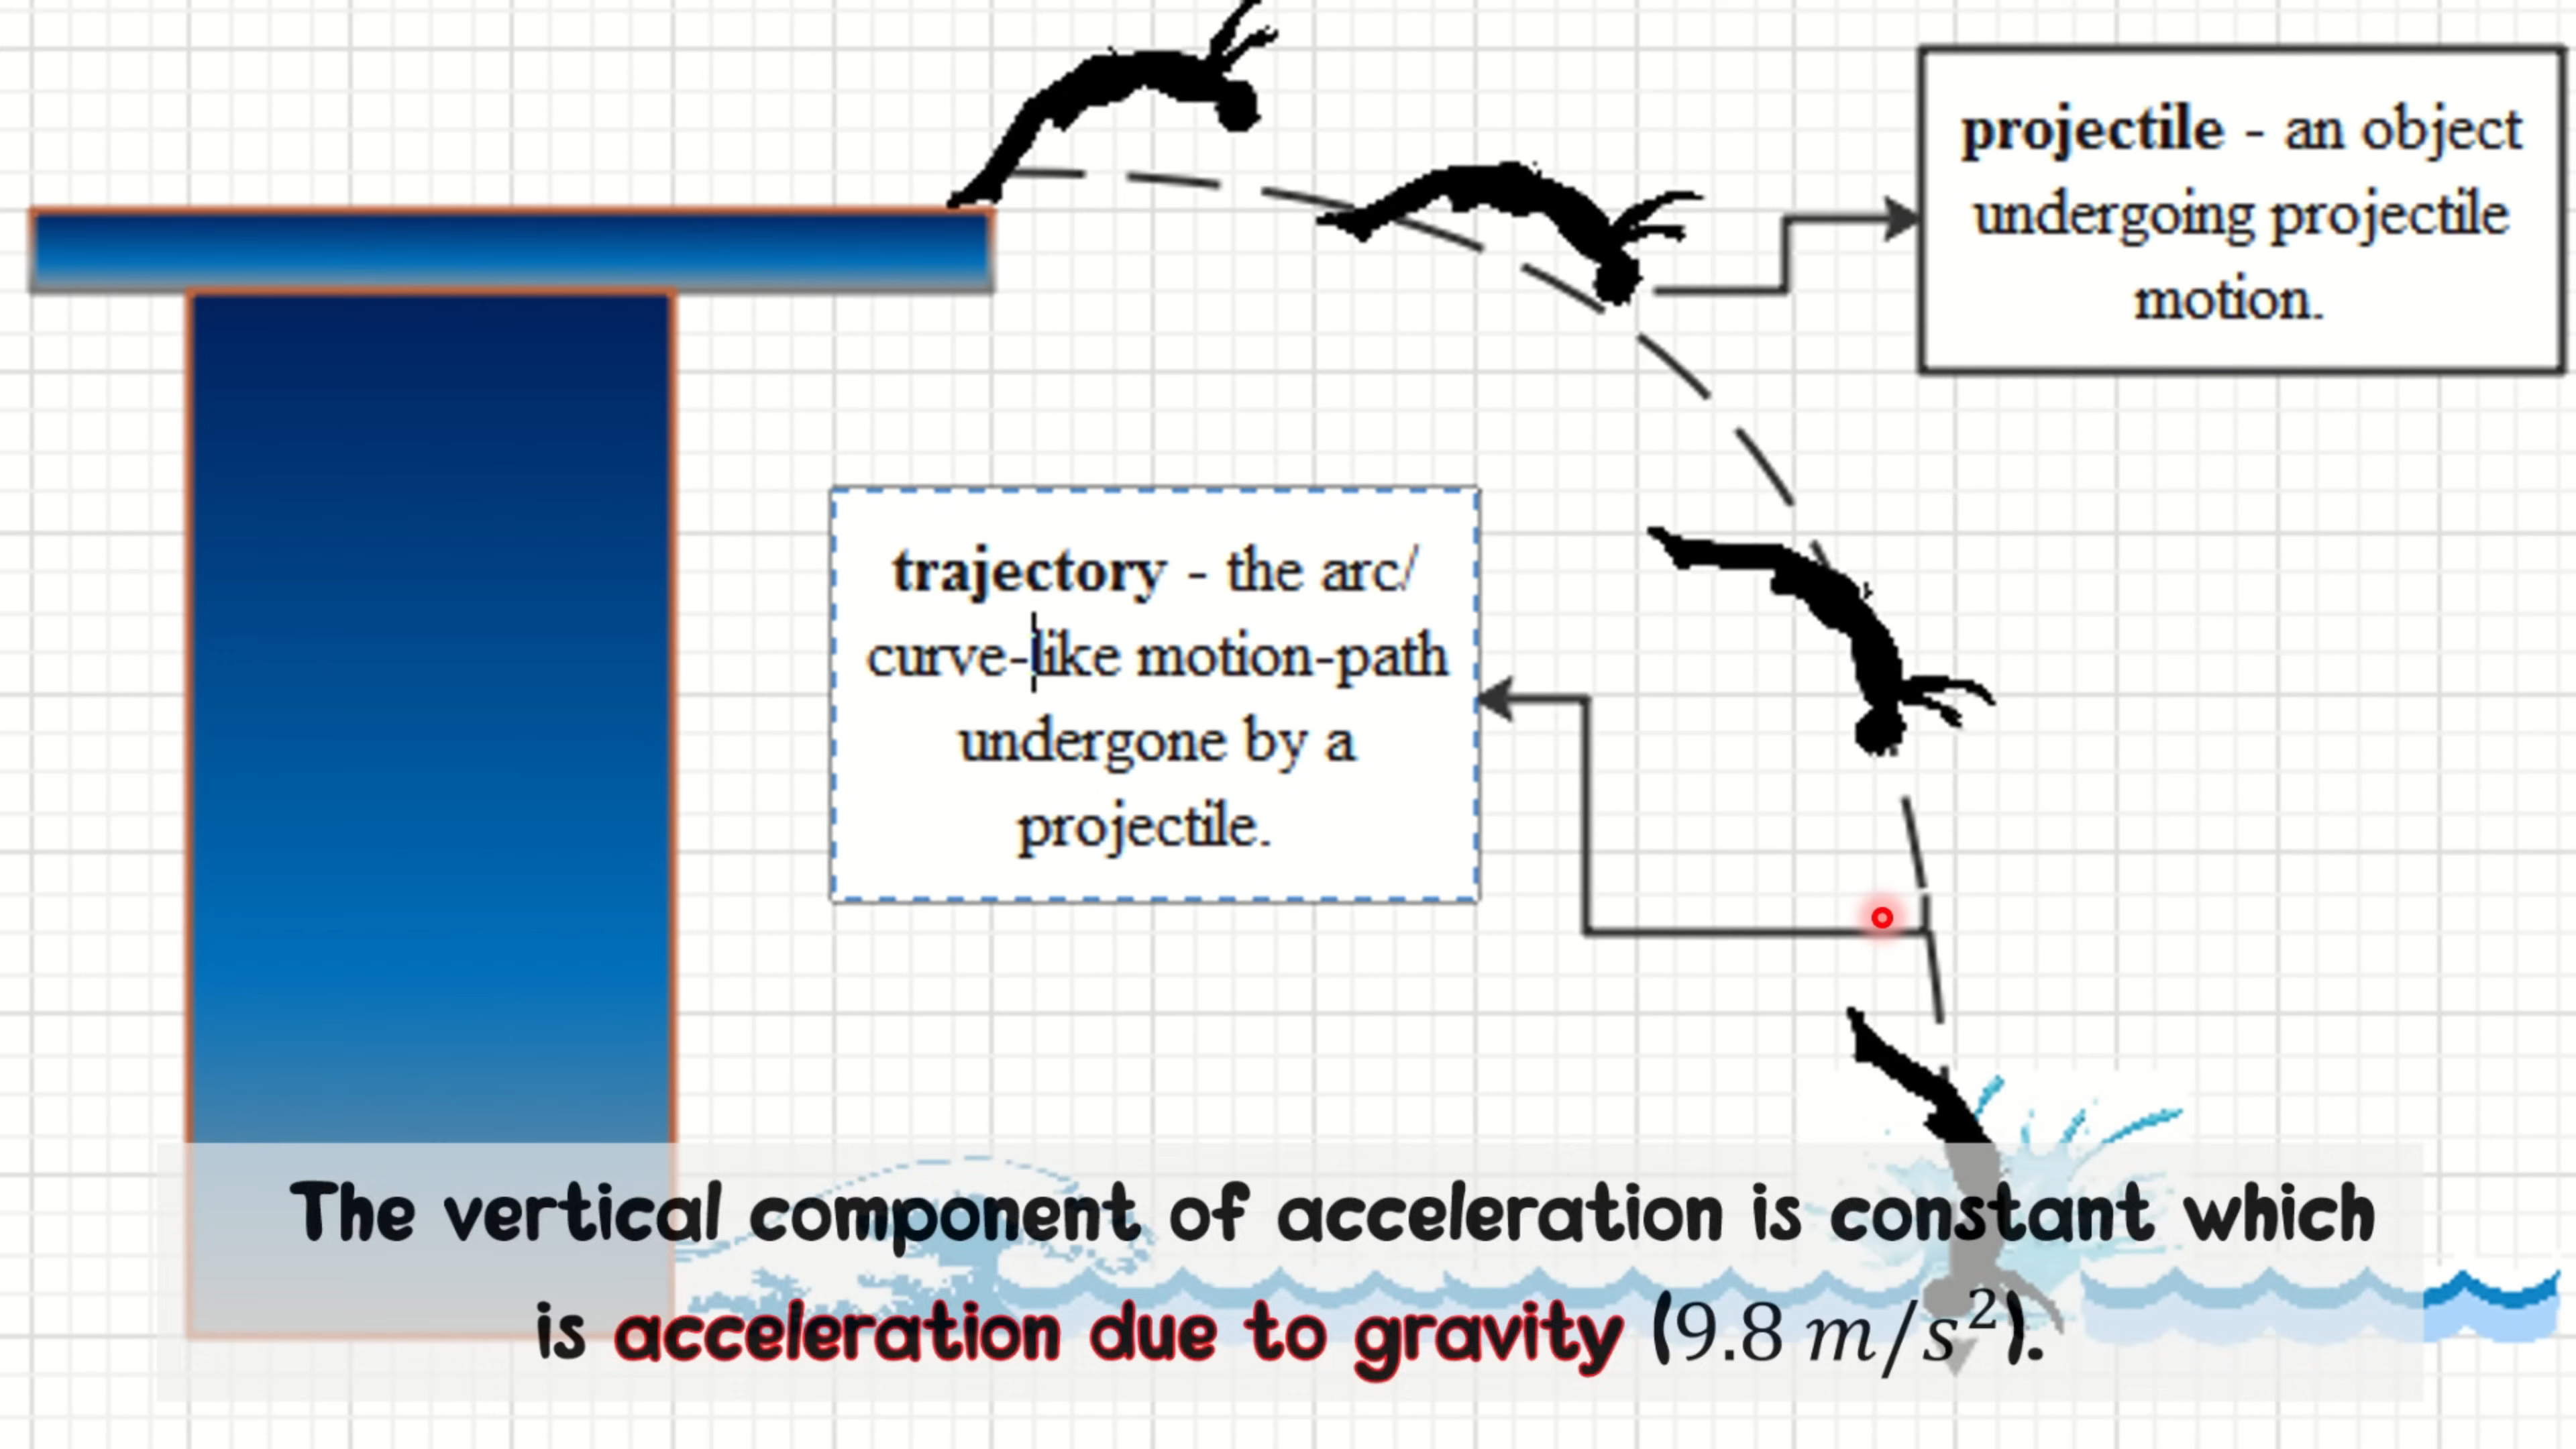 projectile - an object
undergoing projectile
motion.
trajectory - the arc/
curve-like motion-path
undergone by a
projectile.
The vertical component of acceleration is constant which
is acceleration due to gravity (9.8 m/s²).